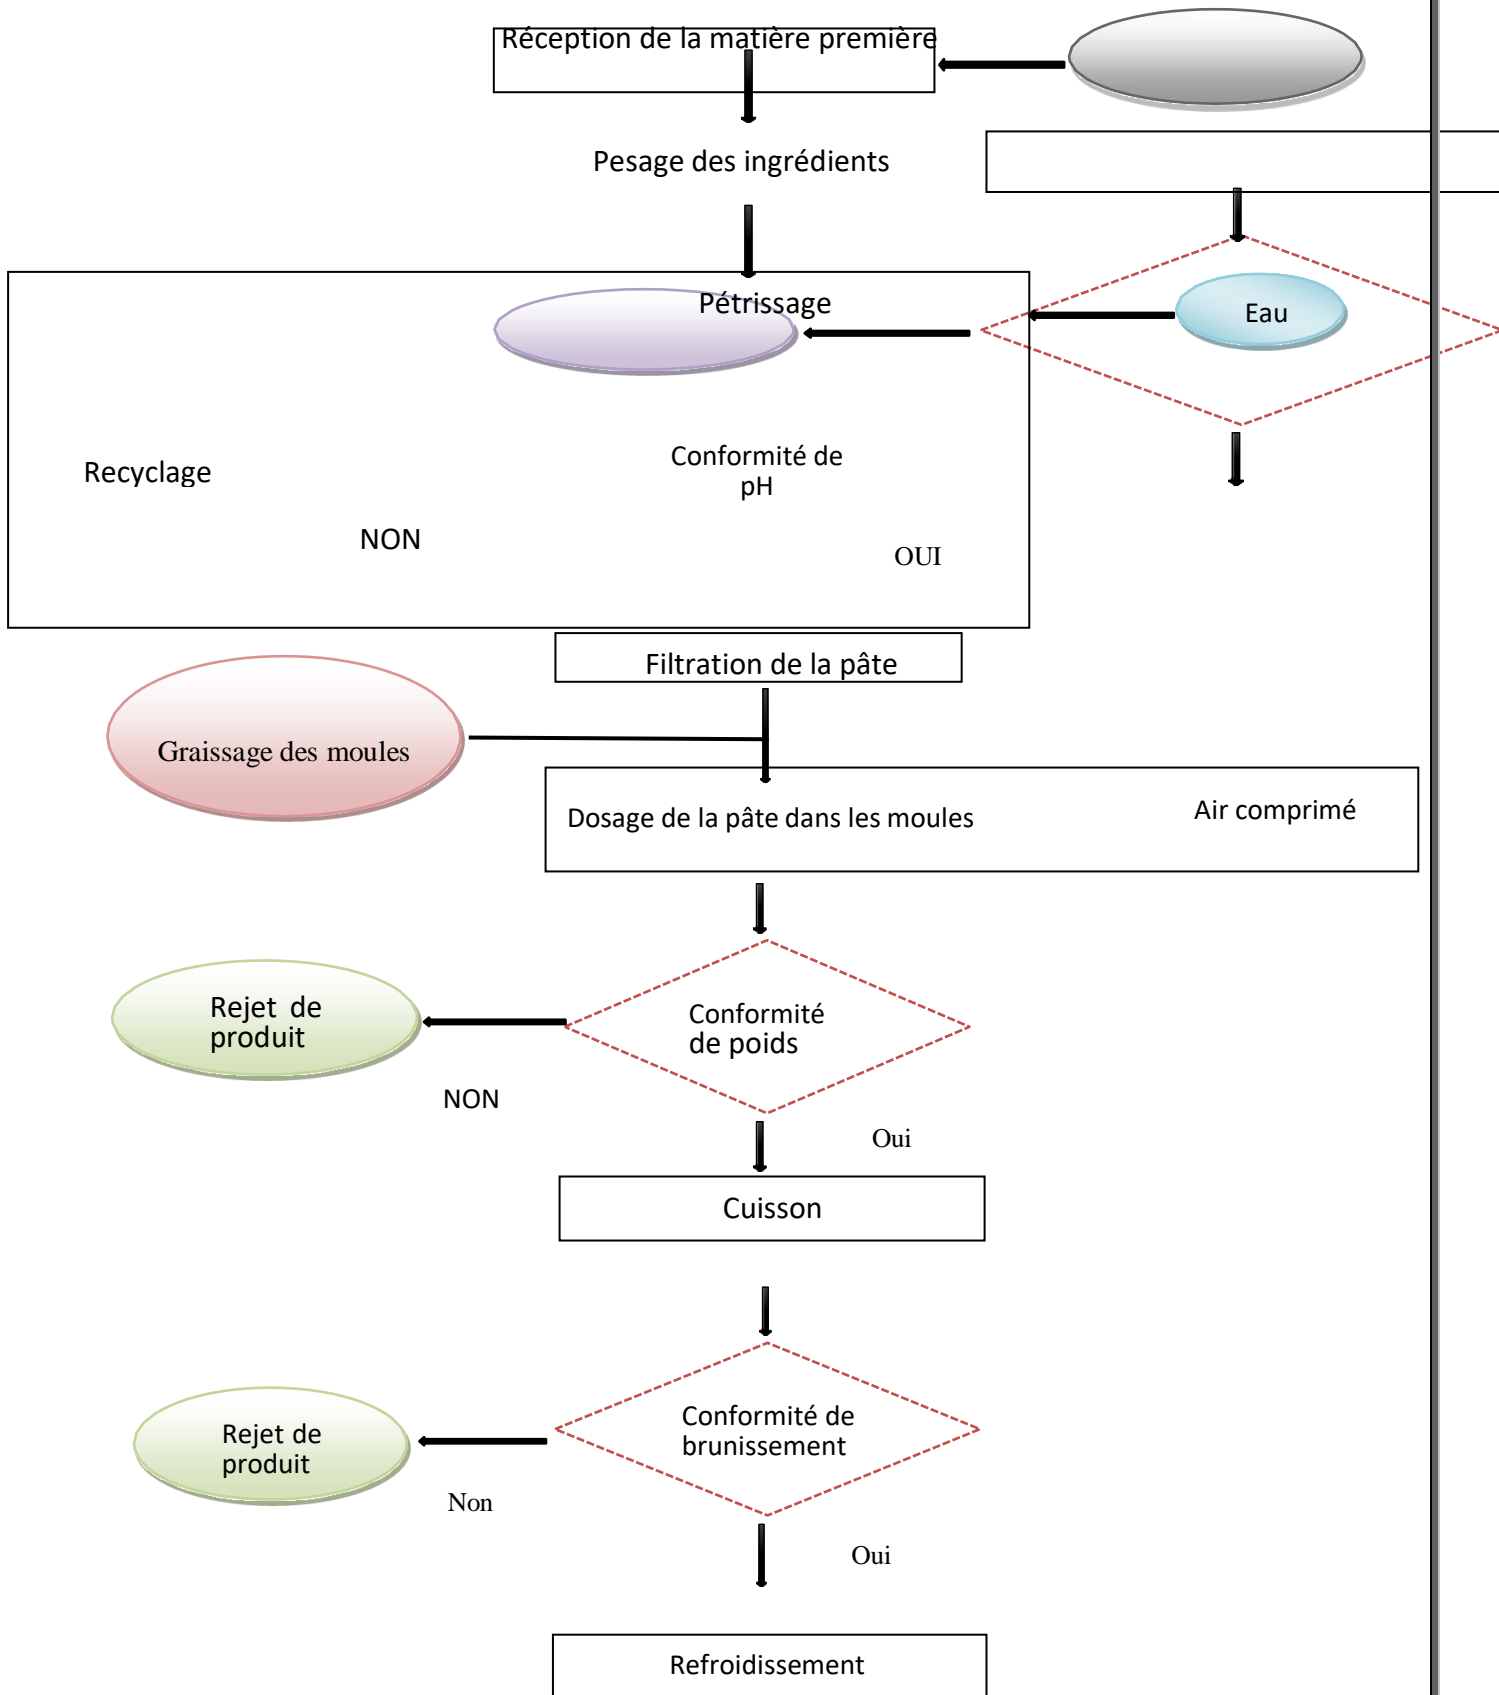 Réception de la matière première
Pesage des ingrédients
Pétrissage
Eau
Recyclage
Conformité de
pH
NON
OUI
Filtration de la pâte
Graissage des moules
Dosage de la pâte dans les moules
Air comprimé
Rejet de
produit
Conformité
de poids
NON
Oui
Cuisson
Rejet de
produit
Conformité de
brunissement
Non
Oui
Refroidissement